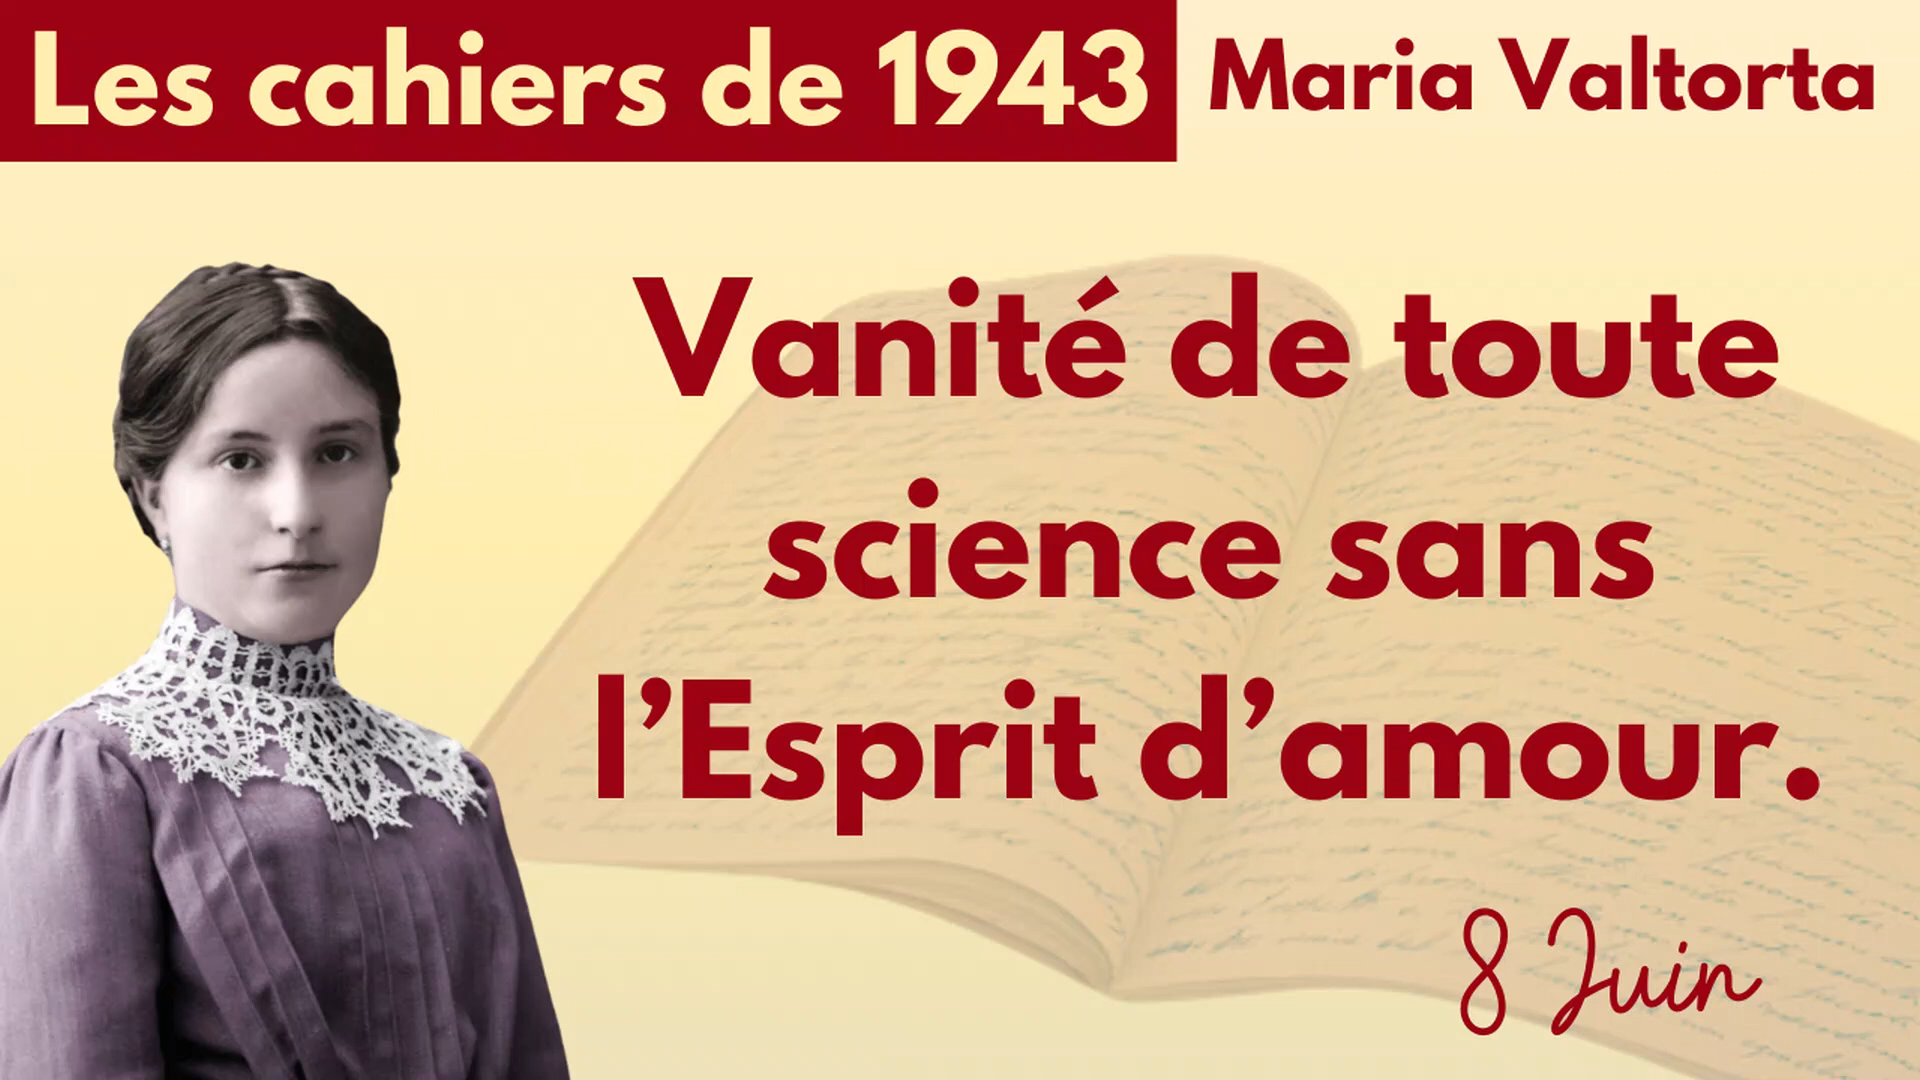 Les cahiers de 1943
Maria Valtorta
Vanité de toute
science sans
l’Esprit d’amour.
8 Juin